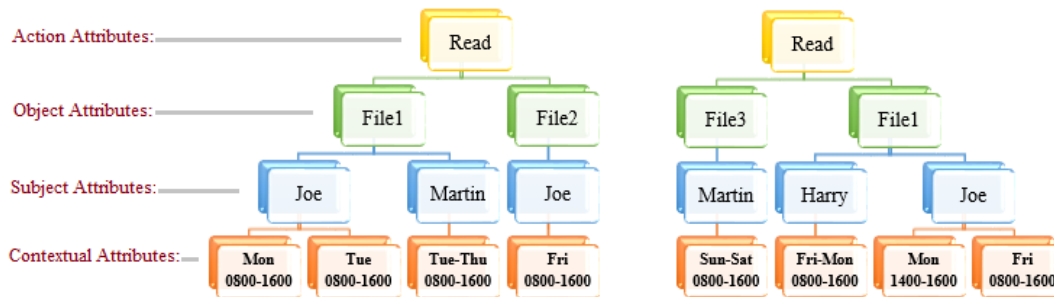 Action Attributes: Read Read
Object Attributes: File1 File2 File3 File1
Subject Attributes: Joe Martin Joe Martin Harry Joe
Contextual Attributes: Mon Tue Tue-Thu Fri Sun-Sat Fri-Mon Mon Fri
0800-1600 0800-1600 0800-1600 0800-1600 0800-1600 0800-1600 1400-1600 0800-1600